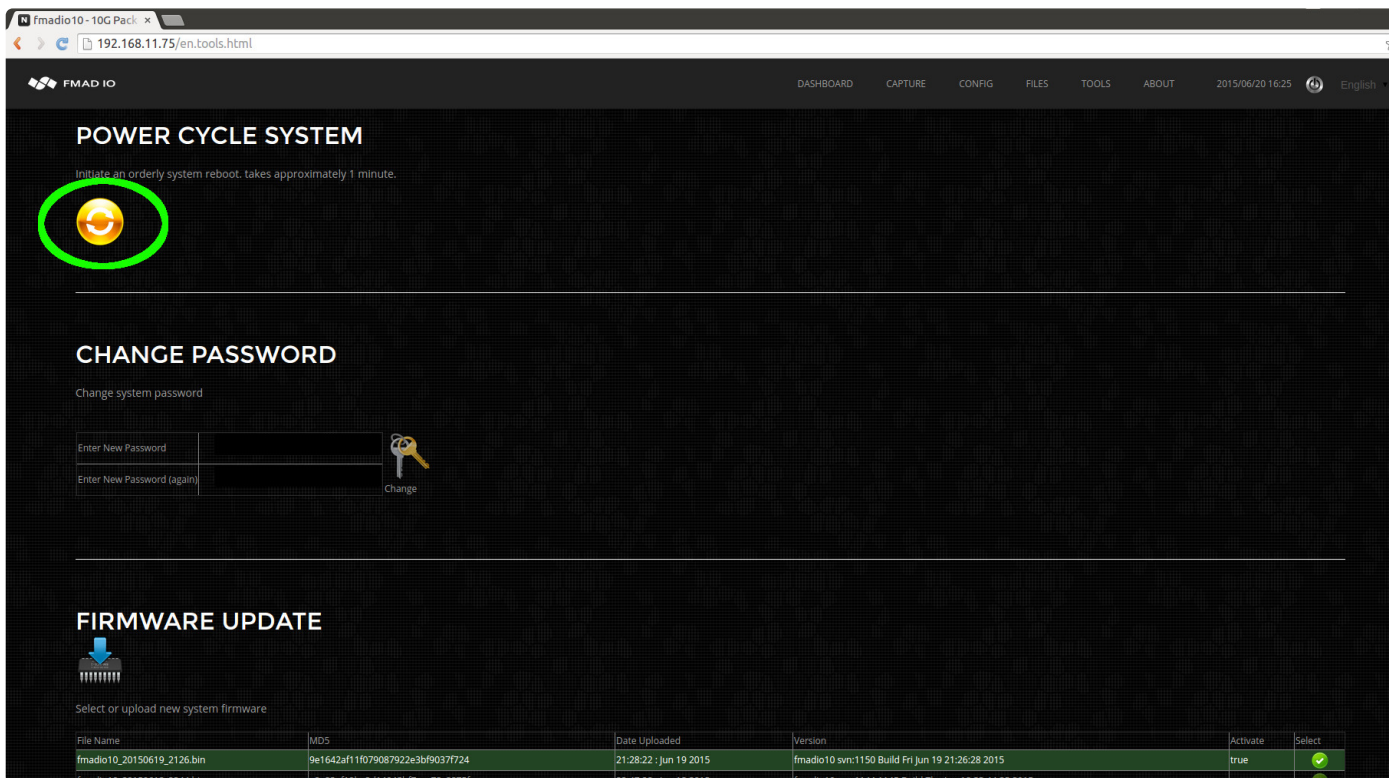 fmadio10 - 10G Pack
192.168.11.75/en.tools.html
FMAD IO
DASHBOARD CAPTURE CONFIG FILES TOOLS ABOUT 2015/06/20 16:25 English
POWER CYCLE SYSTEM
Initiate an orderly system reboot. takes approximately 1 minute.
CHANGE PASSWORD
Change system password
Enter New Password
Enter New Password (again)
Change
FIRMWARE UPDATE
Select or upload new system firmware
File Name MD5 Date Uploaded Version Activate Select
fmadio10_20150619_2126.bin 9e1642af11f079087922e3bf9037f724 21:28:22 : Jun 19 2015 fmadio10 svn:1150 Build Fri Jun 19 21:26:28 2015 true